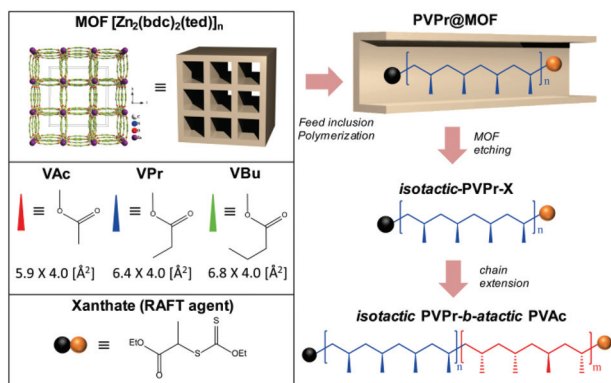 MOF [Zn₂(bdc)₂(ted)]ₙ
≡
VAc
VPr
VBu
≡
≡
≡
O
O
O
O
O
O
5.9 X 4.0 [Å²]
6.4 X 4.0 [Å²]
6.8 X 4.0 [Å²]
Xanthate (RAFT agent)
≡
EtO
O
S
S
OEt
PVPr@MOF
n
Feed inclusion
Polymerization
MOF
etching
isotactic-PVPr-X
n
chain
extension
isotactic PVPr-b-atactic PVAc
n
m